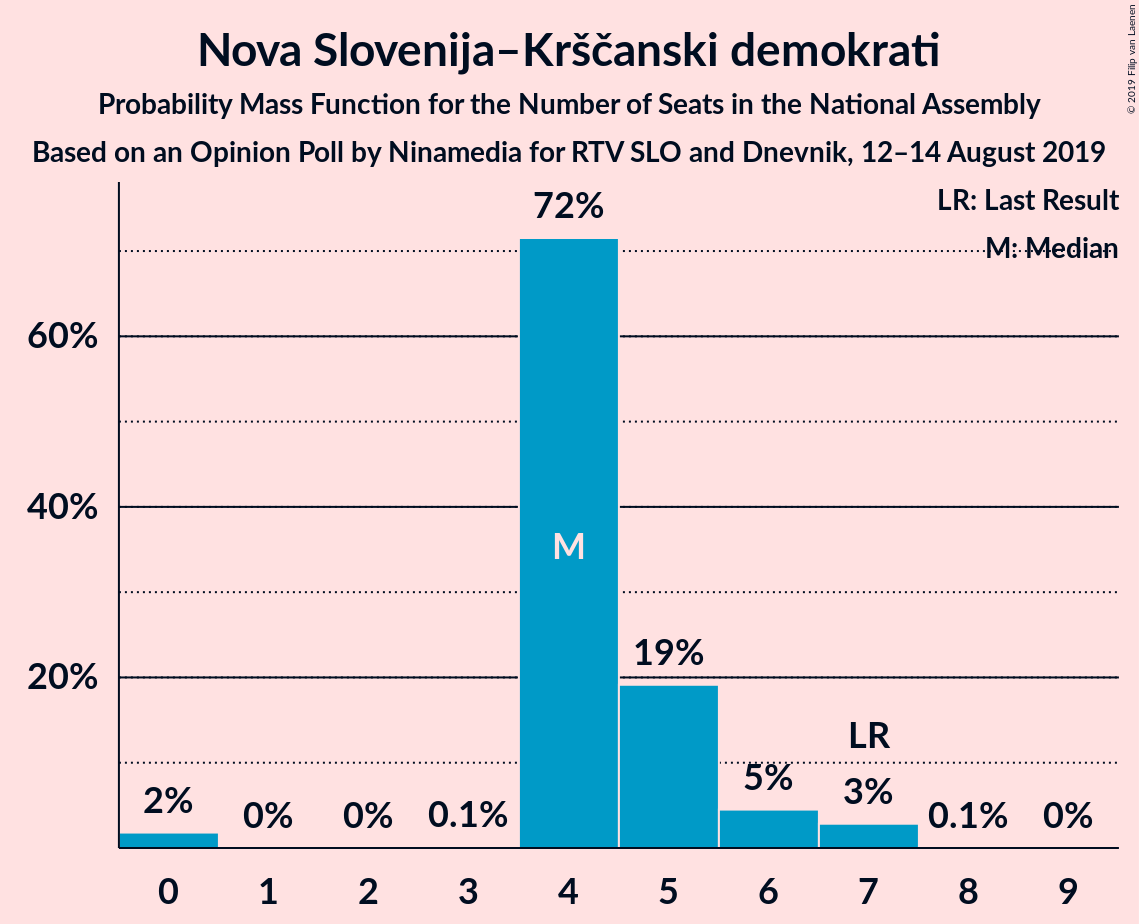 Nova Slovenija–Krščanski demokrati
Probability Mass Function for the Number of Seats in the National Assembly
Based on an Opinion Poll by Ninamedia for RTV SLO and Dnevnik, 12–14 August 2019
© 2019 Filip van Laenen
LR: Last Result
M: Median
60%
40%
20%
2%
0%
0%
0.1%
72%
M
19%
5%
LR
3%
0.1%
0%
0 1 2 3 4 5 6 7 8 9